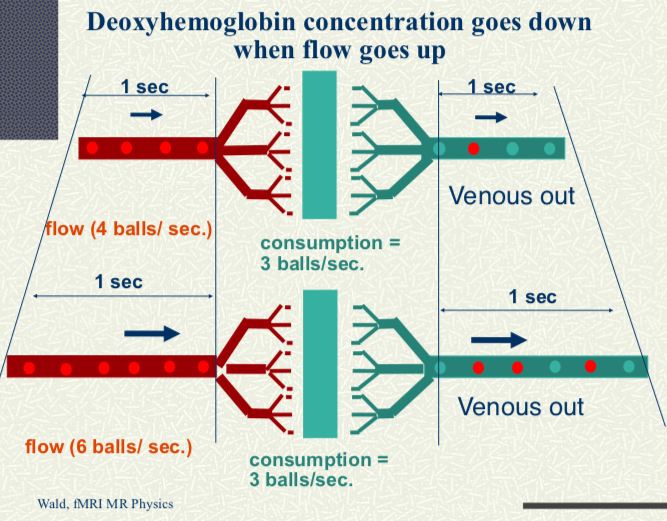 Deoxyhemoglobin concentration goes down
when flow goes up
1 sec
1 sec
Venous out
flow (4 balls/ sec.)
consumption =
3 balls/sec.
1 sec
1 sec
Venous out
flow (6 balls/ sec.)
consumption =
3 balls/sec.
Wald, fMRI MR Physics